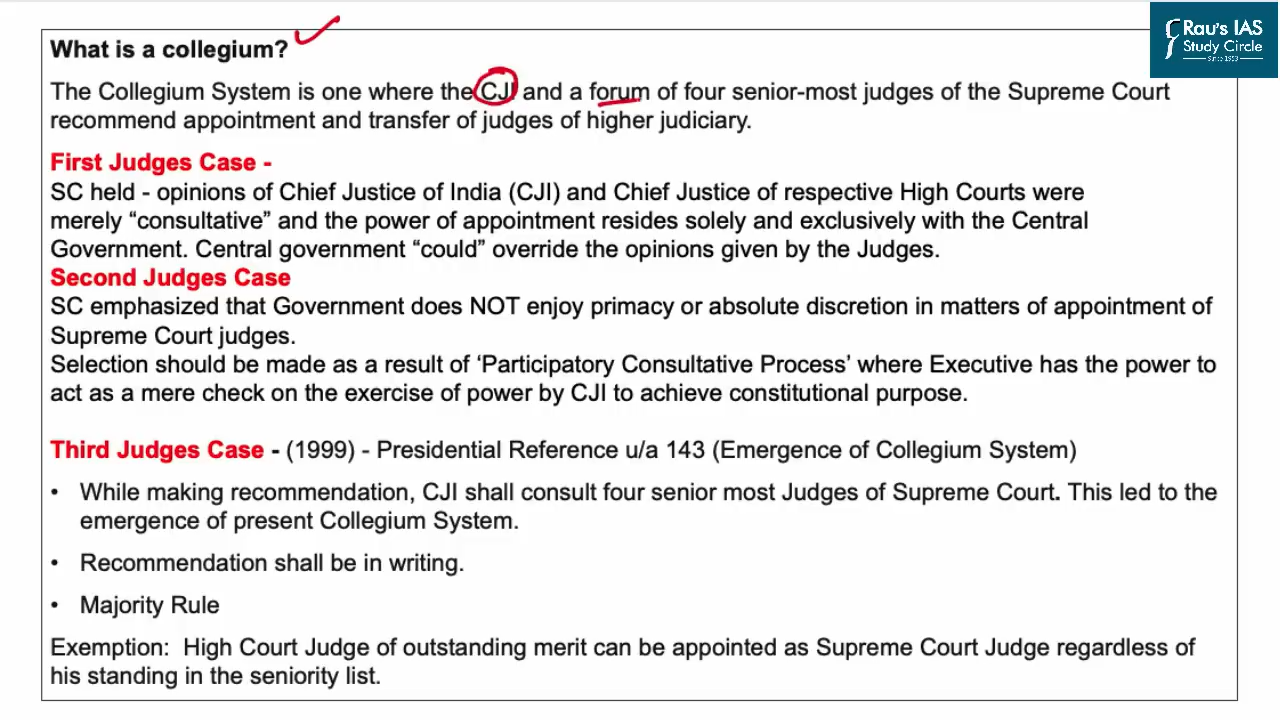 Rau's IAS
Study Circle
Since 1953
What is a collegium?
The Collegium System is one where the CJI and a forum of four senior-most judges of the Supreme Court
recommend appointment and transfer of judges of higher judiciary.
First Judges Case -
SC held - opinions of Chief Justice of India (CJI) and Chief Justice of respective High Courts were
merely “consultative” and the power of appointment resides solely and exclusively with the Central
Government. Central government “could” override the opinions given by the Judges.
Second Judges Case
SC emphasized that Government does NOT enjoy primacy or absolute discretion in matters of appointment of
Supreme Court judges.
Selection should be made as a result of ‘Participatory Consultative Process’ where Executive has the power to
act as a mere check on the exercise of power by CJI to achieve constitutional purpose.
Third Judges Case - (1999) - Presidential Reference u/a 143 (Emergence of Collegium System)
• While making recommendation, CJI shall consult four senior most Judges of Supreme Court. This led to the
emergence of present Collegium System.
• Recommendation shall be in writing.
• Majority Rule
Exemption: High Court Judge of outstanding merit can be appointed as Supreme Court Judge regardless of
his standing in the seniority list.